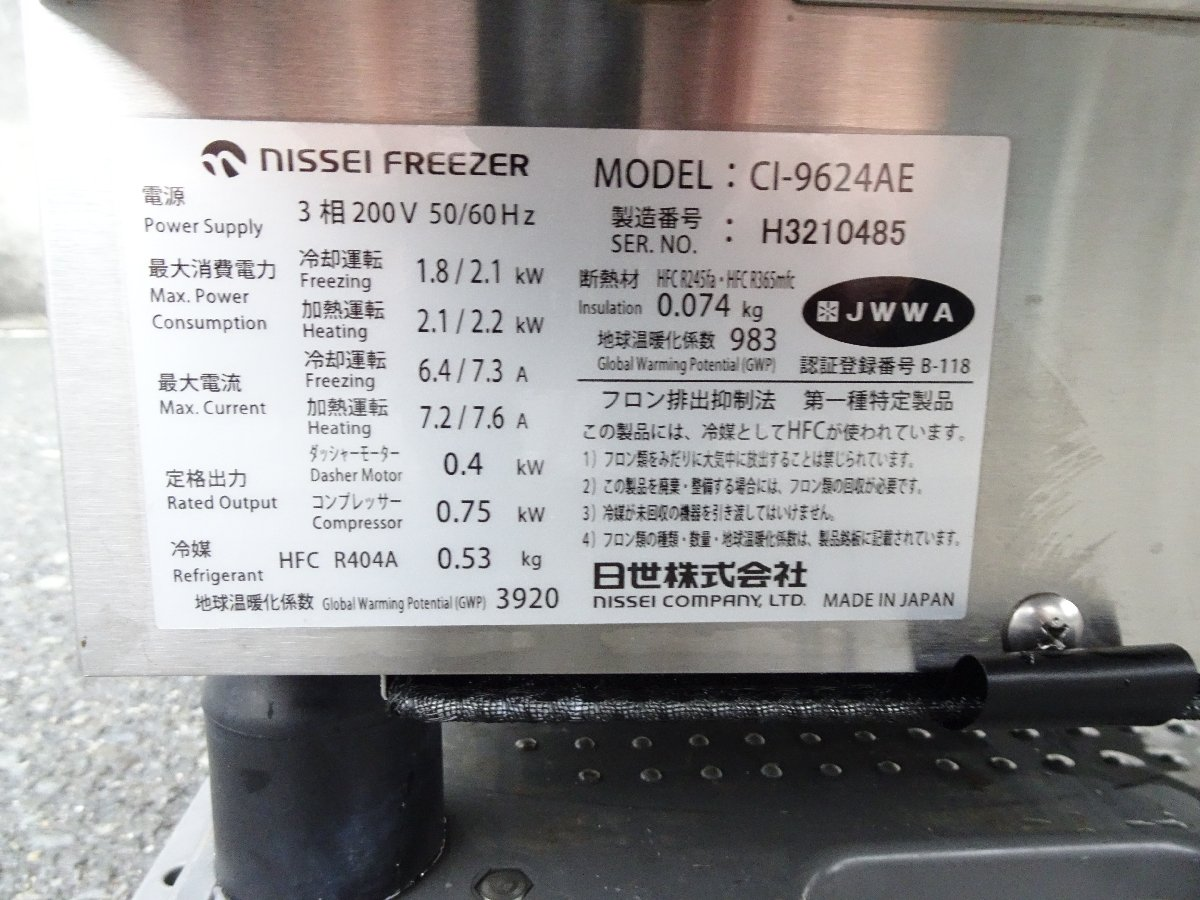 NISSEI FREEZER
電源
Power Supply
3 相 200V 50/60Hz
最大消費電力
Max. Power
Consumption
冷却運転
Freezing
1.8 / 2.1 kW
加熱運転
Heating
2.1 / 2.2 kW
最大電流
Max. Current
冷却運転
Freezing
6.4 / 7.3 A
加熱運転
Heating
7.2 / 7.6 A
定格出力
Rated Output
ダッシャーモーター
Dasher Motor
0.4 kW
コンプレッサー
Compressor
0.75 kW
冷媒
Refrigerant
HFC R404A 0.53 kg
地球温暖化係数 Global Warming Potential (GWP) 3920
MODEL : CI-9624AE
製造番号
SER. NO.
: H3210485
断熱材 HFC R245fa・HFC R365mfc
Insulation 0.074 kg
地球温暖化係数 983
Global Warming Potential (GWP)
JWWA
認証登録番号 B-118
フロン排出抑制法 第一種特定製品
この製品には、冷媒としてHFCが使われています。
1) フロン類をみだりに大気中に放出することは禁じられています。
2) この製品を廃棄・整備する場合には、フロン類の回収が必要です。
3) 冷媒が未回収の機器を引き渡してはいけません。
4) フロン類の種類・数量・地球温暖化係数は、製品銘板に記載されています。
日世株式会社
NISSEI COMPANY, LTD. MADE IN JAPAN